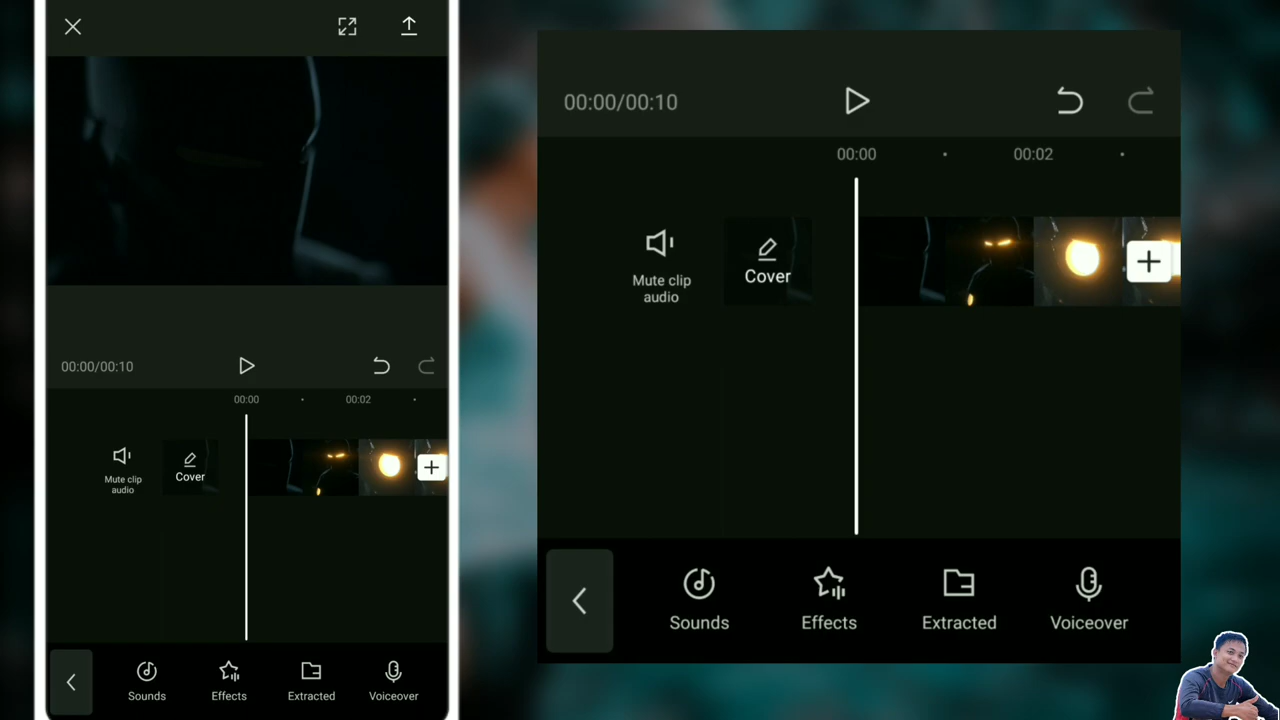 00:00/00:10
00:00
00:02
Mute clip
audio
Cover
Sounds
Effects
Extracted
Voiceover
00:00/00:10
00:00
00:02
Mute clip
audio
Cover
Sounds
Effects
Extracted
Voiceover